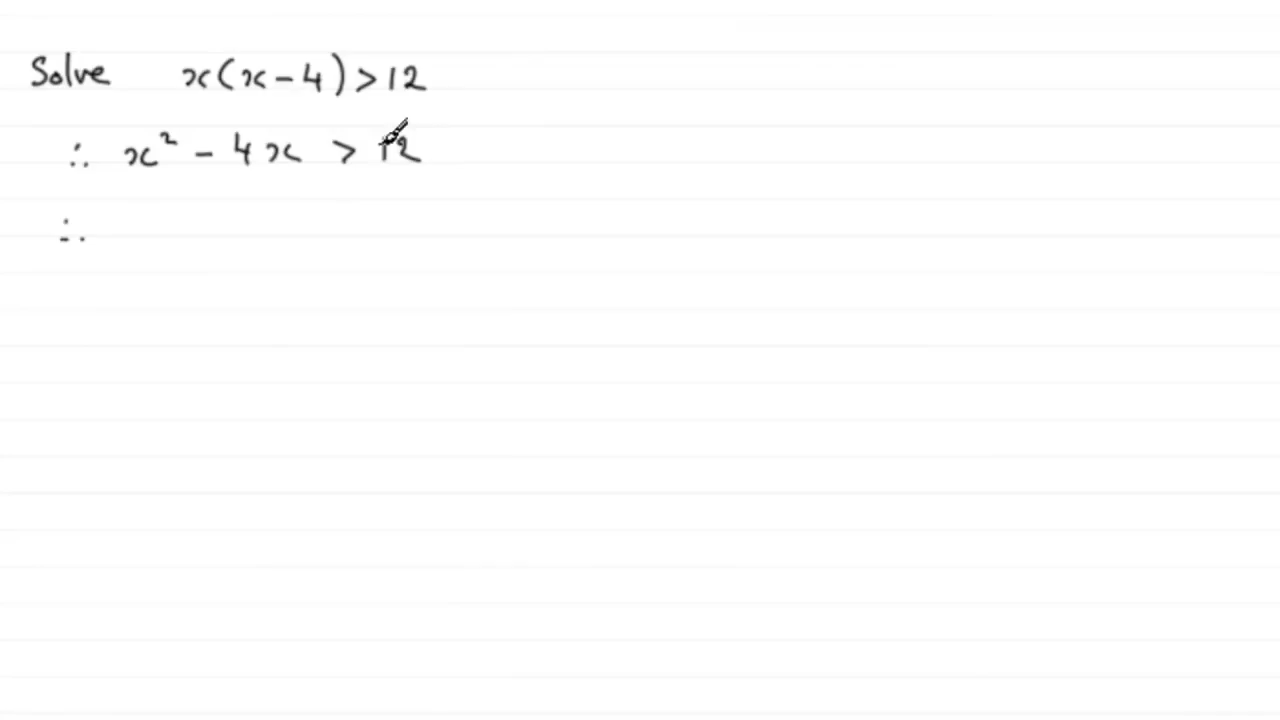 Solve x(x-4)>12
∴ x² - 4x > 12
∴